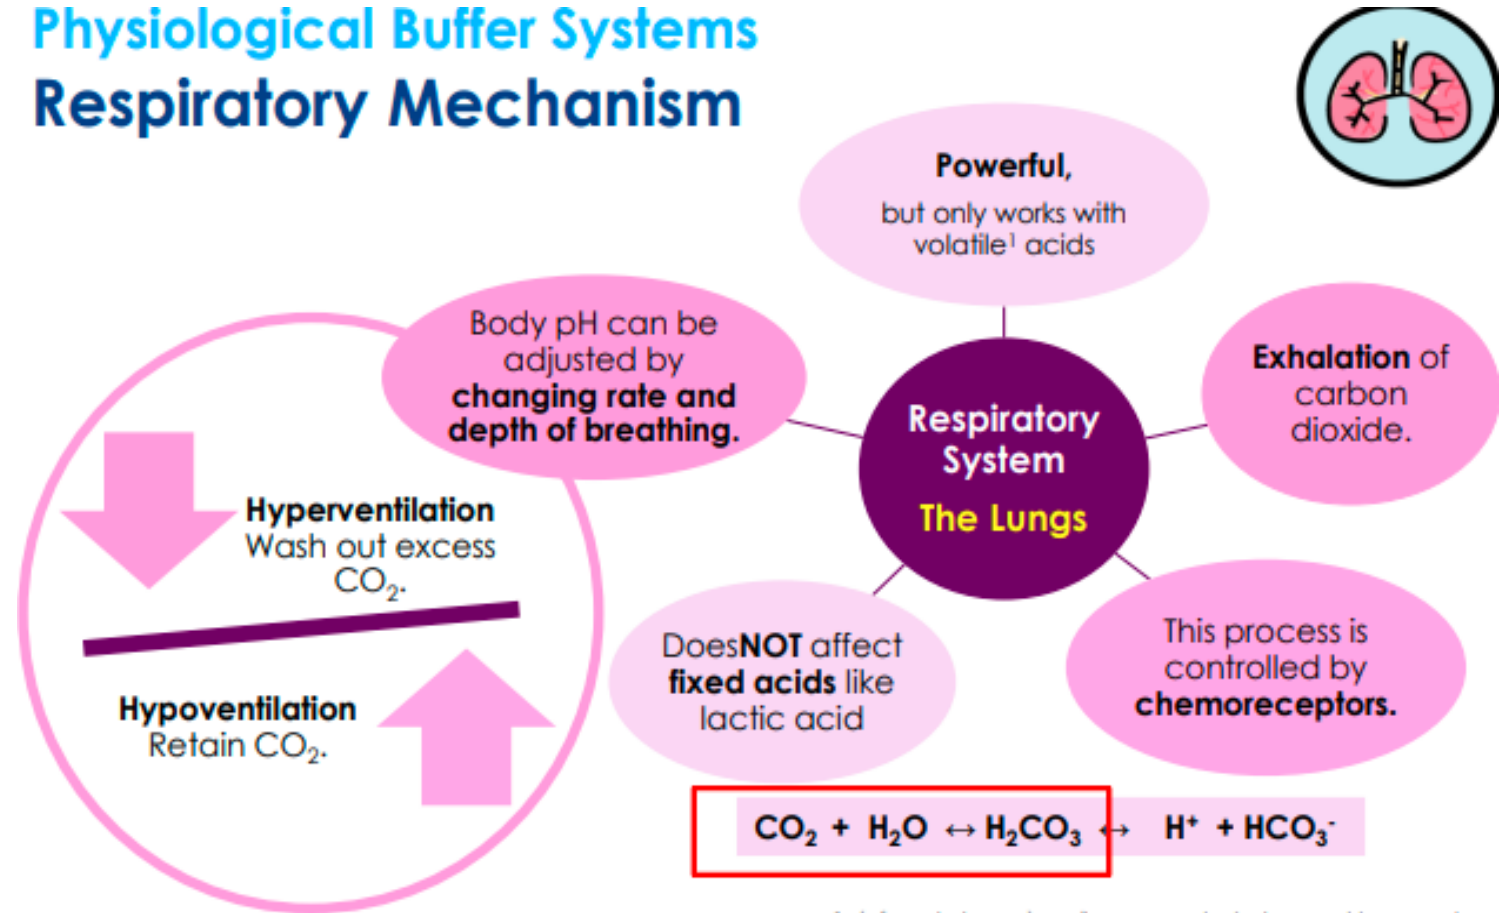 Physiological Buffer Systems
Respiratory Mechanism
Powerful,
but only works with
volatile¹ acids
Body pH can be
adjusted by
changing rate and
depth of breathing.
Exhalation of
carbon
dioxide.
Respiratory
System
The Lungs
Hyperventilation
Wash out excess
CO₂.
Hypoventilation
Retain CO₂.
DoesNOT affect
fixed acids like
lactic acid
This process is
controlled by
chemoreceptors.
CO₂ + H₂O ↔ H₂CO₃ ↔ H⁺ + HCO₃⁻